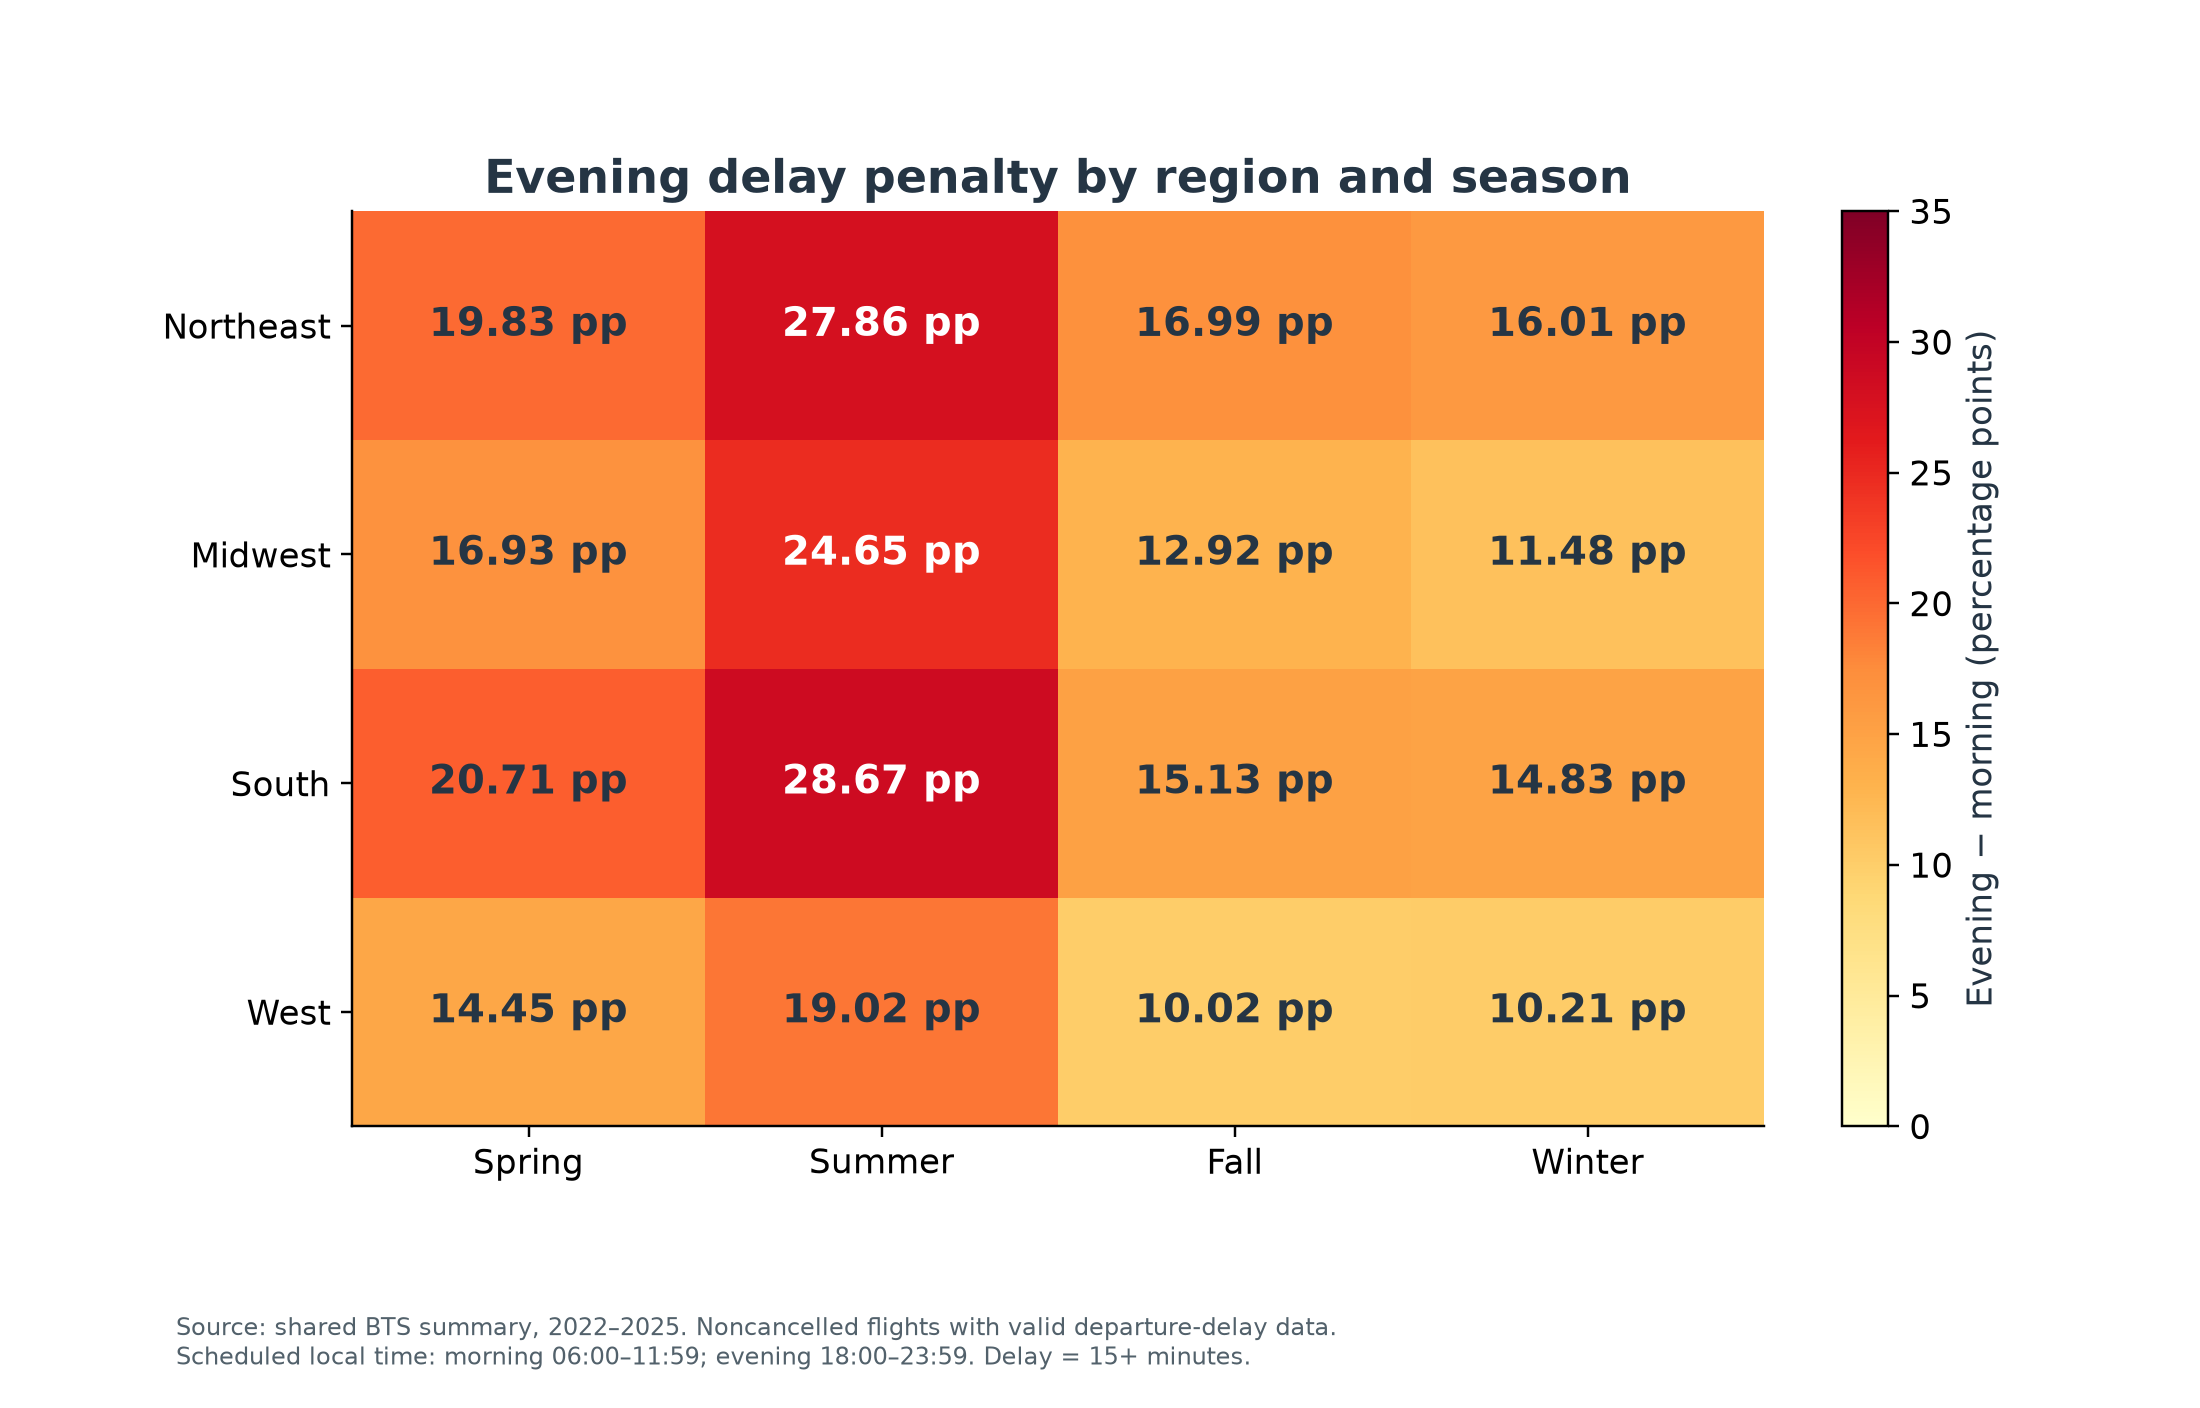 Evening delay penalty by region and season
Northeast
19.83 pp
27.86 pp
16.99 pp
16.01 pp
Midwest
16.93 pp
24.65 pp
12.92 pp
11.48 pp
South
20.71 pp
28.67 pp
15.13 pp
14.83 pp
West
14.45 pp
19.02 pp
10.02 pp
10.21 pp
Spring
Summer
Fall
Winter
35
30
25
20
15
10
5
0
Evening − morning (percentage points)
Source: shared BTS summary, 2022–2025. Noncancelled flights with valid departure-delay data.
Scheduled local time: morning 06:00–11:59; evening 18:00–23:59. Delay = 15+ minutes.